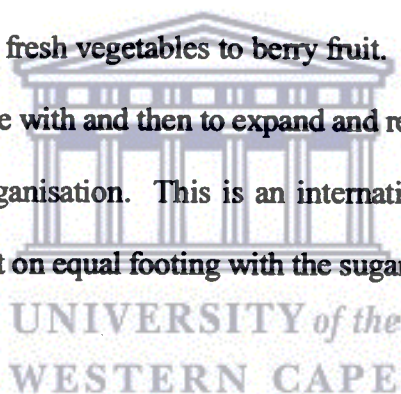 fresh vegetables to berry fruit.
e with and then to expand and re
ganisation. This is an internati
t on equal footing with the sugar
UNIVERSITY of the
WESTERN CAPE